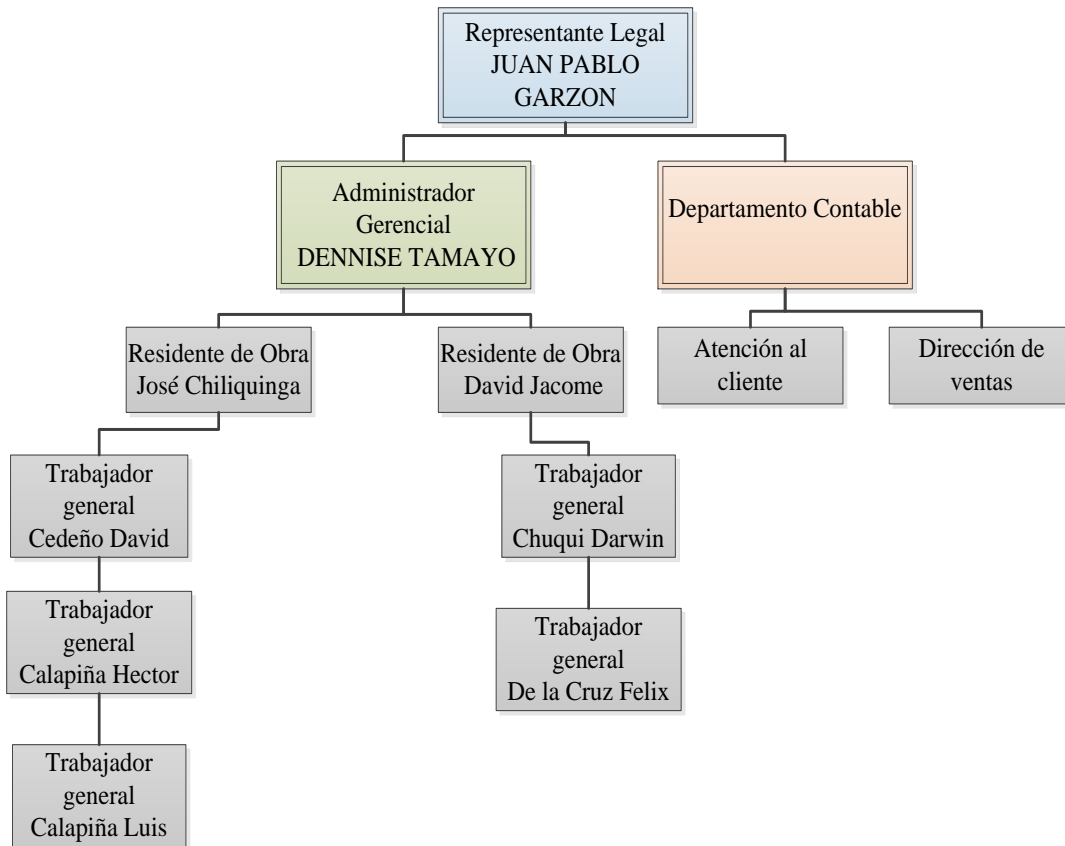 Representante Legal
JUAN PABLO
GARZON
Administrador
Gerencial
DENNISE TAMAYO
Departamento Contable
Residente de Obra
José Chiliquinga
Residente de Obra
David Jacome
Atención al
cliente
Dirección de
ventas
Trabajador
general
Cedeño David
Trabajador
general
Chuqui Darwin
Trabajador
general
Calapiña Hector
Trabajador
general
De la Cruz Felix
Trabajador
general
Calapiña Luis